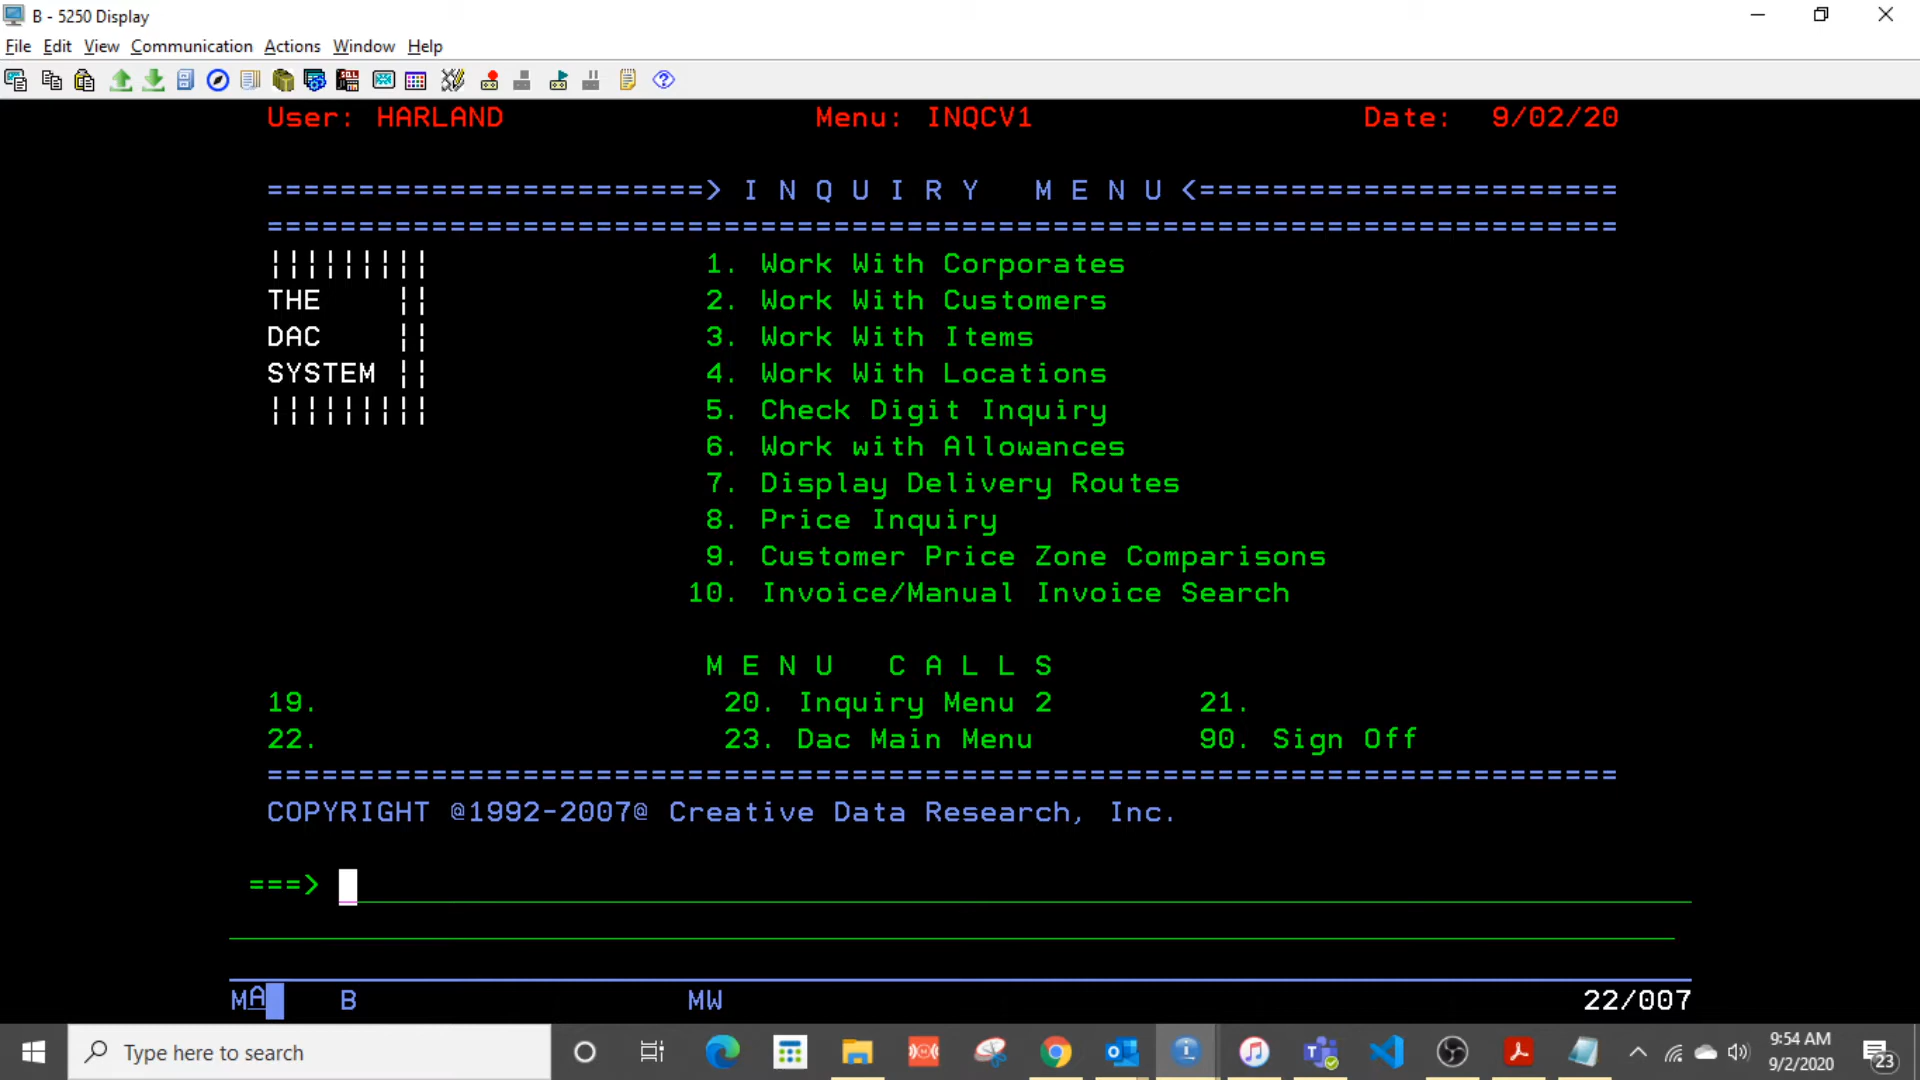 B - 5250 Display
File Edit View Communication Actions Window Help
User: HARLAND Menu: INQCV1 Date: 9/02/20
========================> I N Q U I R Y   M E N U <=======================
==========================================================================
¦¦¦¦¦¦¦¦¦ 1. Work With Corporates
THE ¦¦ 2. Work With Customers
DAC ¦¦ 3. Work With Items
SYSTEM ¦¦ 4. Work With Locations
¦¦¦¦¦¦¦¦¦ 5. Check Digit Inquiry
6. Work with Allowances
7. Display Delivery Routes
8. Price Inquiry
9. Customer Price Zone Comparisons
10. Invoice/Manual Invoice Search
M E N U   C A L L S
19. 20. Inquiry Menu 2 21.
22. 23. Dac Main Menu 90. Sign Off
==========================================================================
COPYRIGHT @1992-2007@ Creative Data Research, Inc.
===>
MA B MW 22/007
Type here to search
9:54 AM
9/2/2020
23